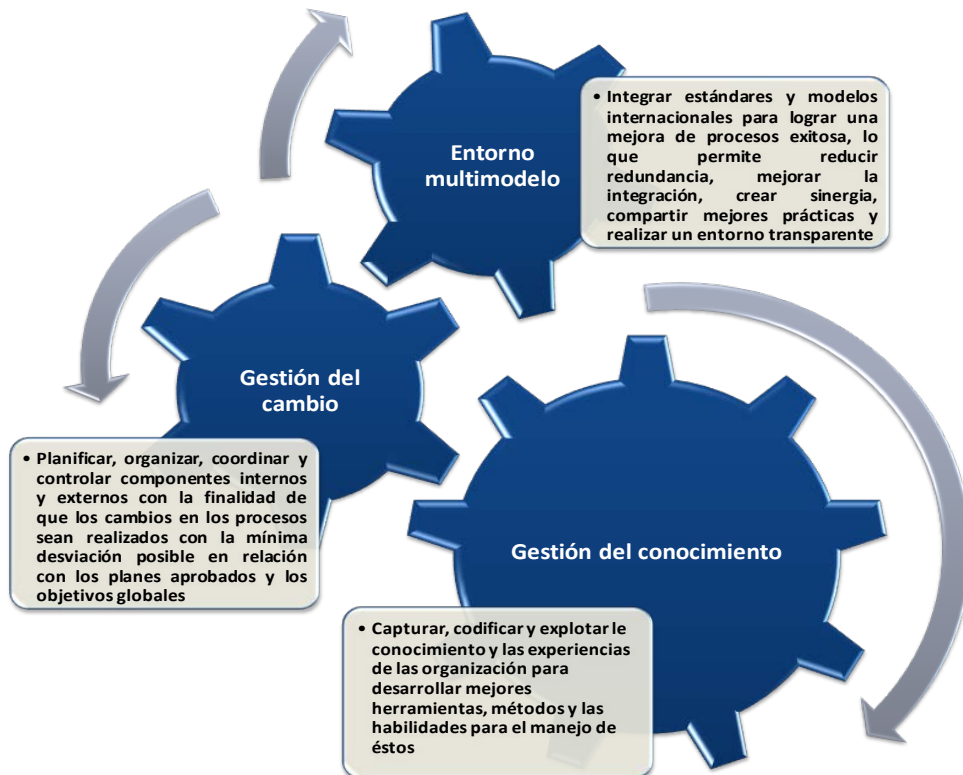 Entorno
multimodelo
• Integrar estándares y modelos
internacionales para lograr una
mejora de procesos exitosa, lo
que permite reducir
redundancia, mejorar la
integración, crear sinergia,
compartir mejores prácticas y
realizar un entorno transparente
Gestión del
cambio
• Planificar, organizar, coordinar y
controlar componentes internos
y externos con la finalidad de
que los cambios en los procesos
sean realizados con la mínima
desviación posible en relación
con los planes aprobados y los
objetivos globales
Gestión del conocimiento
• Capturar, codificar y explotar le
conocimiento y las experiencias
de las organización para
desarrollar mejores
herramientas, métodos y las
habilidades para el manejo de
éstos